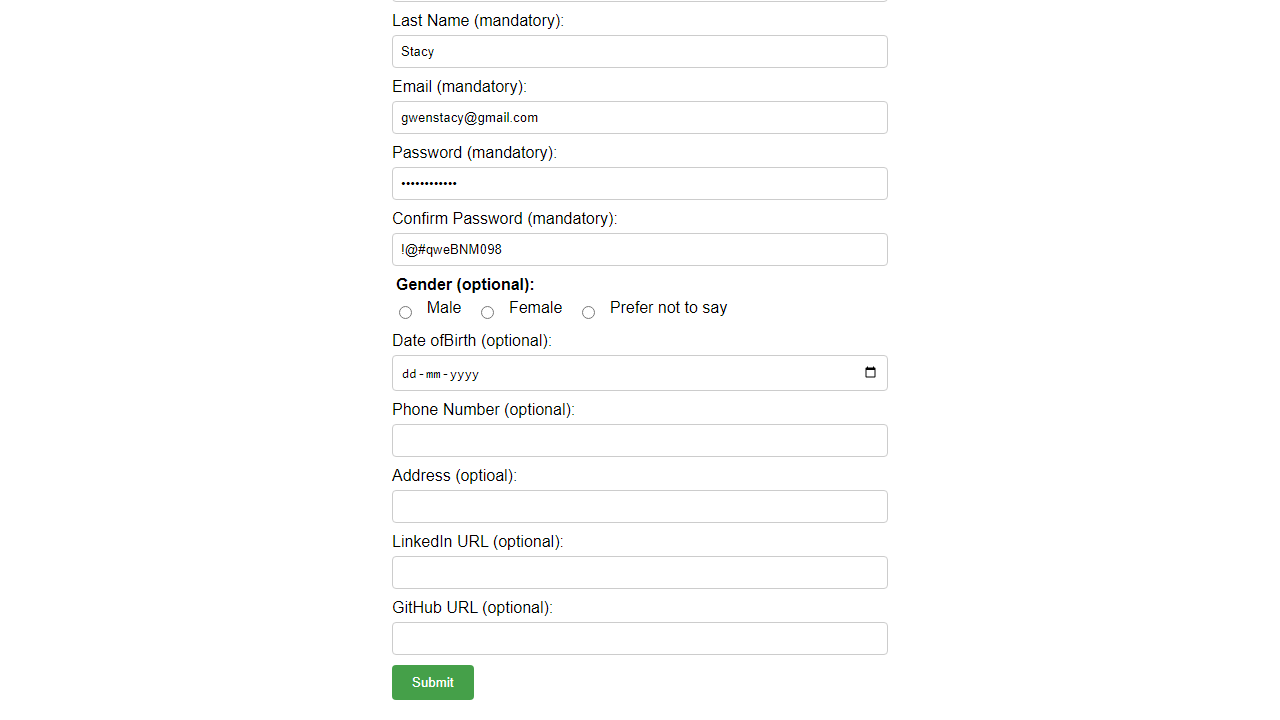 Last Name (mandatory):
Stacy
Email (mandatory):
gwenstacy@gmail.com
Password (mandatory):
••••••••••••
Confirm Password (mandatory):
!@#qweBNM098
Gender (optional):
Male Female Prefer not to say
Date ofBirth (optional):
dd-mm-yyyy
Phone Number (optional):
Address (optioal):
LinkedIn URL (optional):
GitHub URL (optional):
Submit